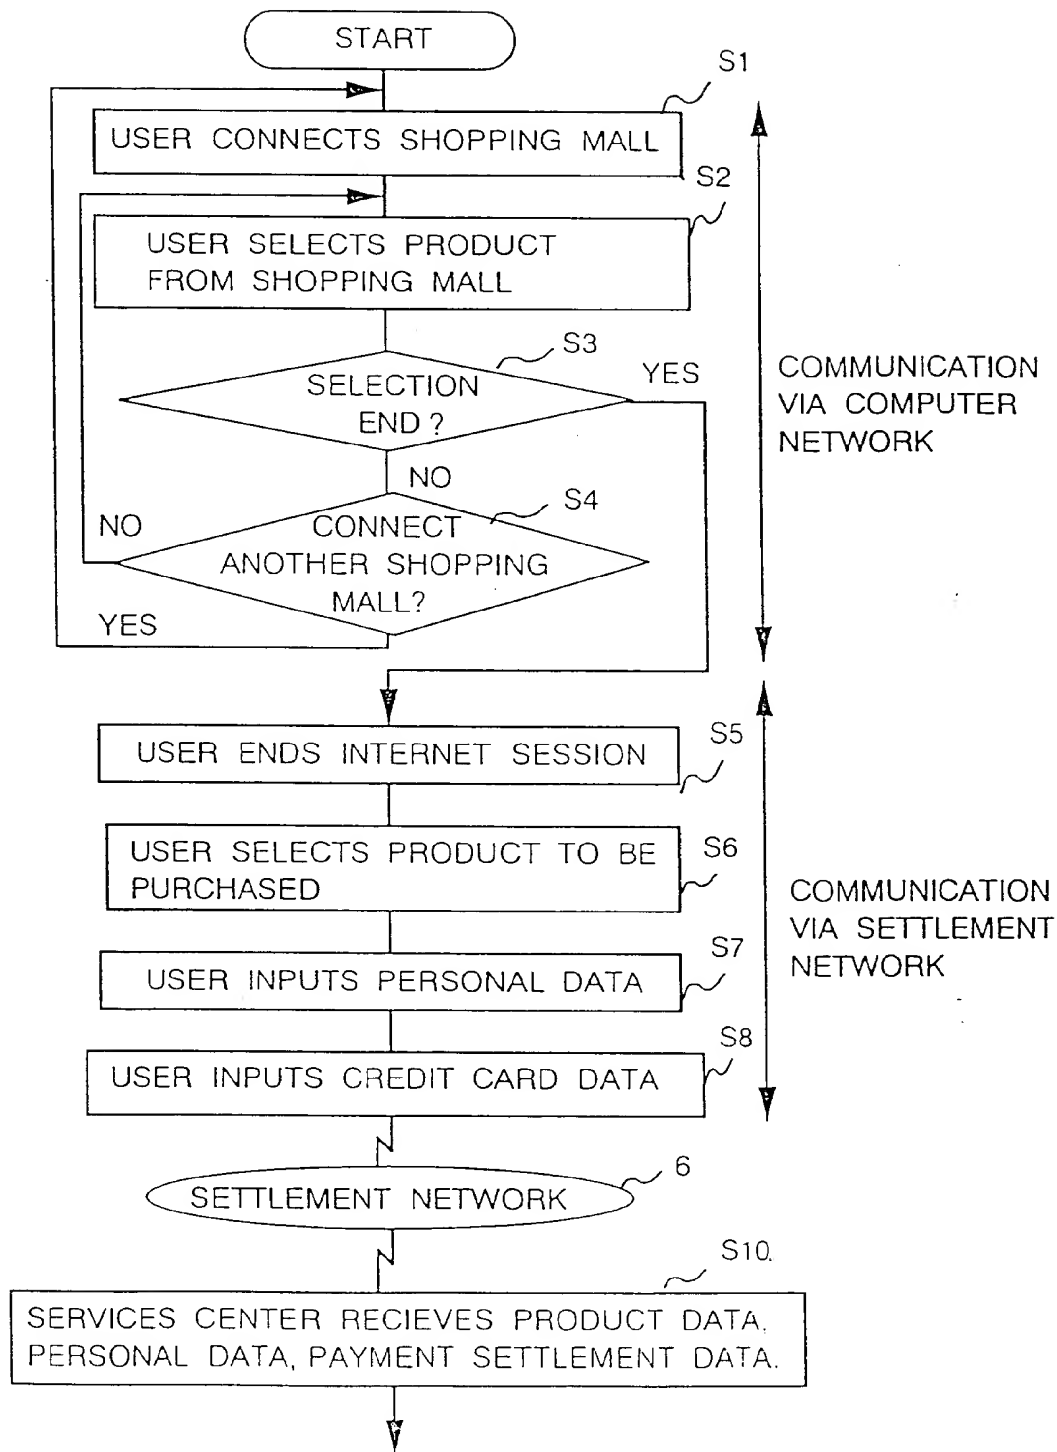 START
S1
USER CONNECTS SHOPPING MALL
S2
USER SELECTS PRODUCT
FROM SHOPPING MALL
S3
SELECTION
END?
YES
COMMUNICATION
VIA COMPUTER
NETWORK
NO
S4
NO
CONNECT
ANOTHER SHOPPING
MALL?
YES
S5
USER ENDS INTERNET SESSION
S6
USER SELECTS PRODUCT TO BE
PURCHASED
COMMUNICATION
VIA SETTLEMENT
NETWORK
S7
USER INPUTS PERSONAL DATA
S8
USER INPUTS CREDIT CARD DATA
6
SETTLEMENT NETWORK
S10.
SERVICES CENTER RECIEVES PRODUCT DATA.
PERSONAL DATA, PAYMENT SETTLEMENT DATA.